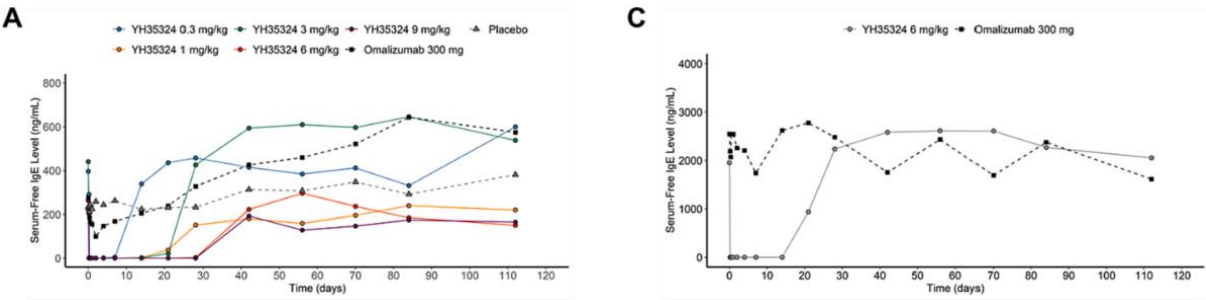 A
YH35324 0.3 mg/kg YH35324 3 mg/kg YH35324 9 mg/kg Placebo
YH35324 1 mg/kg YH35324 6 mg/kg Omalizumab 300 mg
Serum-Free IgE Level (ng/mL)
800
600
400
200
0
0 10 20 30 40 50 60 70 80 90 100 110 120
Time (days)
C
YH35324 6 mg/kg Omalizumab 300 mg
Serum-Free IgE Level (ng/mL)
4000
3000
2000
1000
0
0 10 20 30 40 50 60 70 80 90 100 110 120
Time (days)